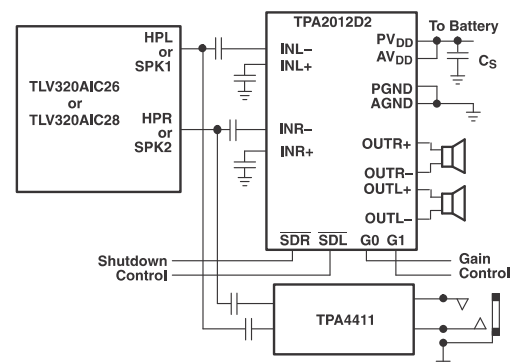 TPA2012D2
To Battery
HPL
or
SPK1
INL–
INL+
PVDD
AVDD
CS
TLV320AIC26
or
TLV320AIC28
PGND
AGND
HPR
or
SPK2
INR–
INR+
OUTR+
OUTR–
OUTL+
OUTL–
SDR SDL G0 G1
Shutdown
Control
Gain
Control
TPA4411